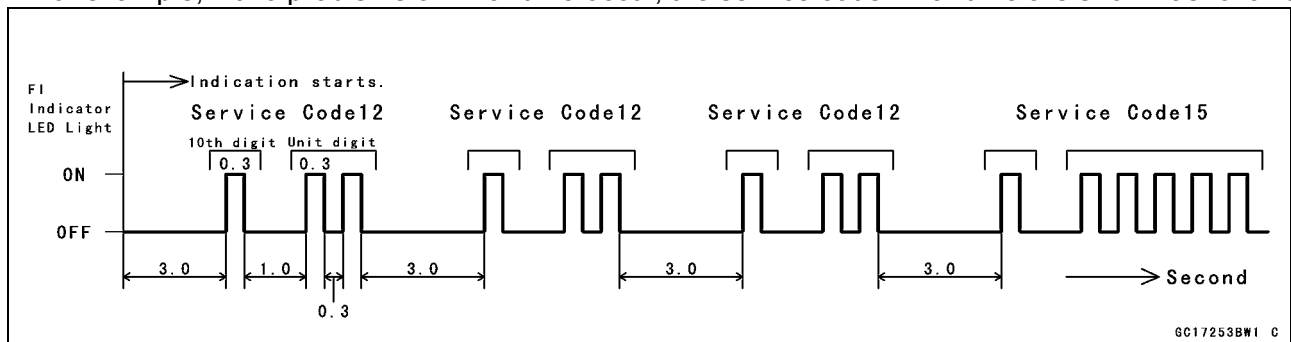 Indication starts.
FI
Indicator
LED Light
Service Code12 Service Code12 Service Code12 Service Code15
10th digit Unit digit
0.3 0.3
ON
OFF
3.0 1.0 3.0 3.0 3.0
Second
0.3
GC17253BW1 C